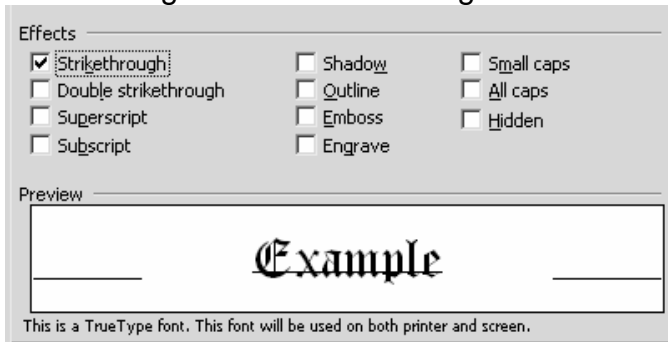 Effects
Strikethrough Shadow Small caps
Double strikethrough Outline All caps
Superscript Emboss Hidden
Subscript Engrave
Preview
Example
This is a TrueType font. This font will be used on both printer and screen.